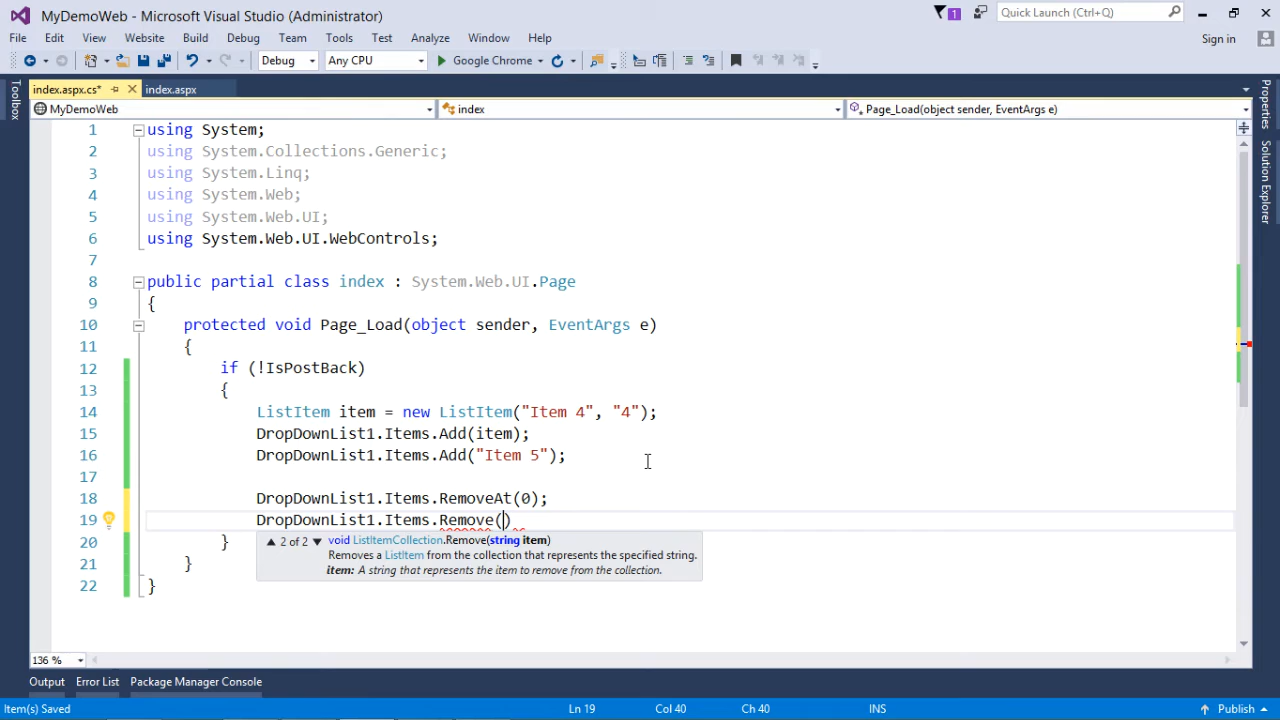 MyDemoWeb - Microsoft Visual Studio (Administrator)
1
Quick Launch (Ctrl+Q)
File Edit View Website Build Debug Team Tools Test Analyze Window Help
Sign in
Debug Any CPU Google Chrome
Toolbox
index.aspx.cs* index.aspx
MyDemoWeb index Page_Load(object sender, EventArgs e)
Properties
Solution Explorer
1 using System;
2 using System.Collections.Generic;
3 using System.Linq;
4 using System.Web;
5 using System.Web.UI;
6 using System.Web.UI.WebControls;
7
8 public partial class index : System.Web.UI.Page
9 {
10 protected void Page_Load(object sender, EventArgs e)
11 {
12 if (!IsPostBack)
13 {
14 ListItem item = new ListItem("Item 4", "4");
15 DropDownList1.Items.Add(item);
16 DropDownList1.Items.Add("Item 5");
17
18 DropDownList1.Items.RemoveAt(0);
19 DropDownList1.Items.Remove()
20 }
▲ 2 of 2 ▼ void ListItemCollection.Remove(string item)
Removes a ListItem from the collection that represents the specified string.
item: A string that represents the item to remove from the collection.
21 }
22 }
136 %
Output Error List Package Manager Console
Item(s) Saved Ln 19 Col 40 Ch 40 INS Publish